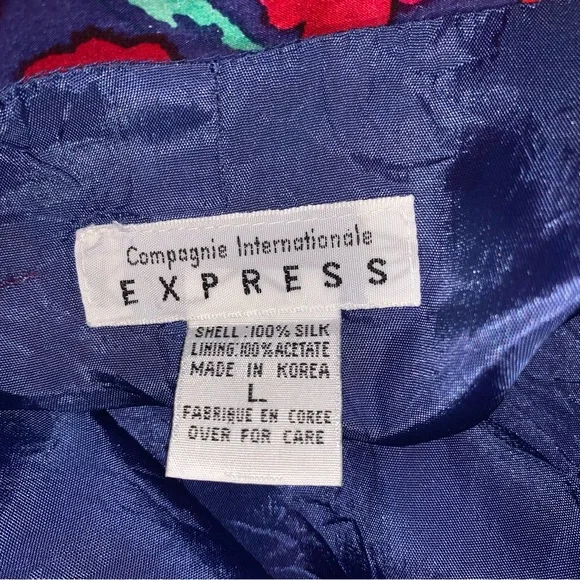 Compagnie Internationale
EXPRESS
SHELL:100% SILK
LINING:100% ACETATE
MADE IN KOREA
L
FABRIQUE EN COREE
OVER FOR CARE